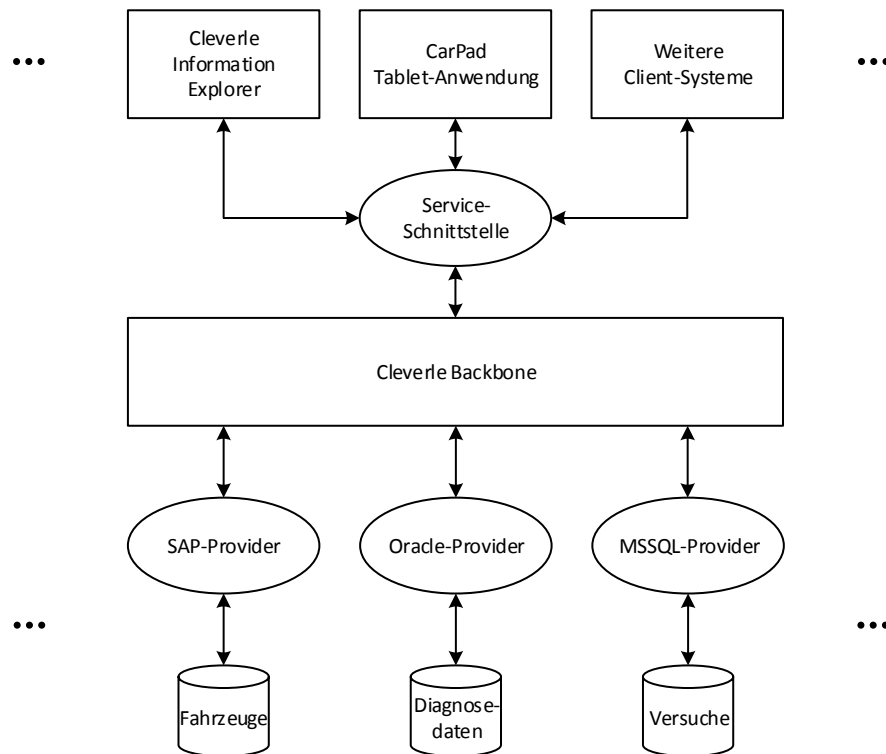 Cleverle
Information
Explorer
CarPad
Tablet-Anwendung
Weitere
Client-Systeme
...
...
Service-
Schnittstelle
Cleverle Backbone
SAP-Provider
Oracle-Provider
MSSQL-Provider
...
...
Fahrzeuge
Diagnose-
daten
Versuche